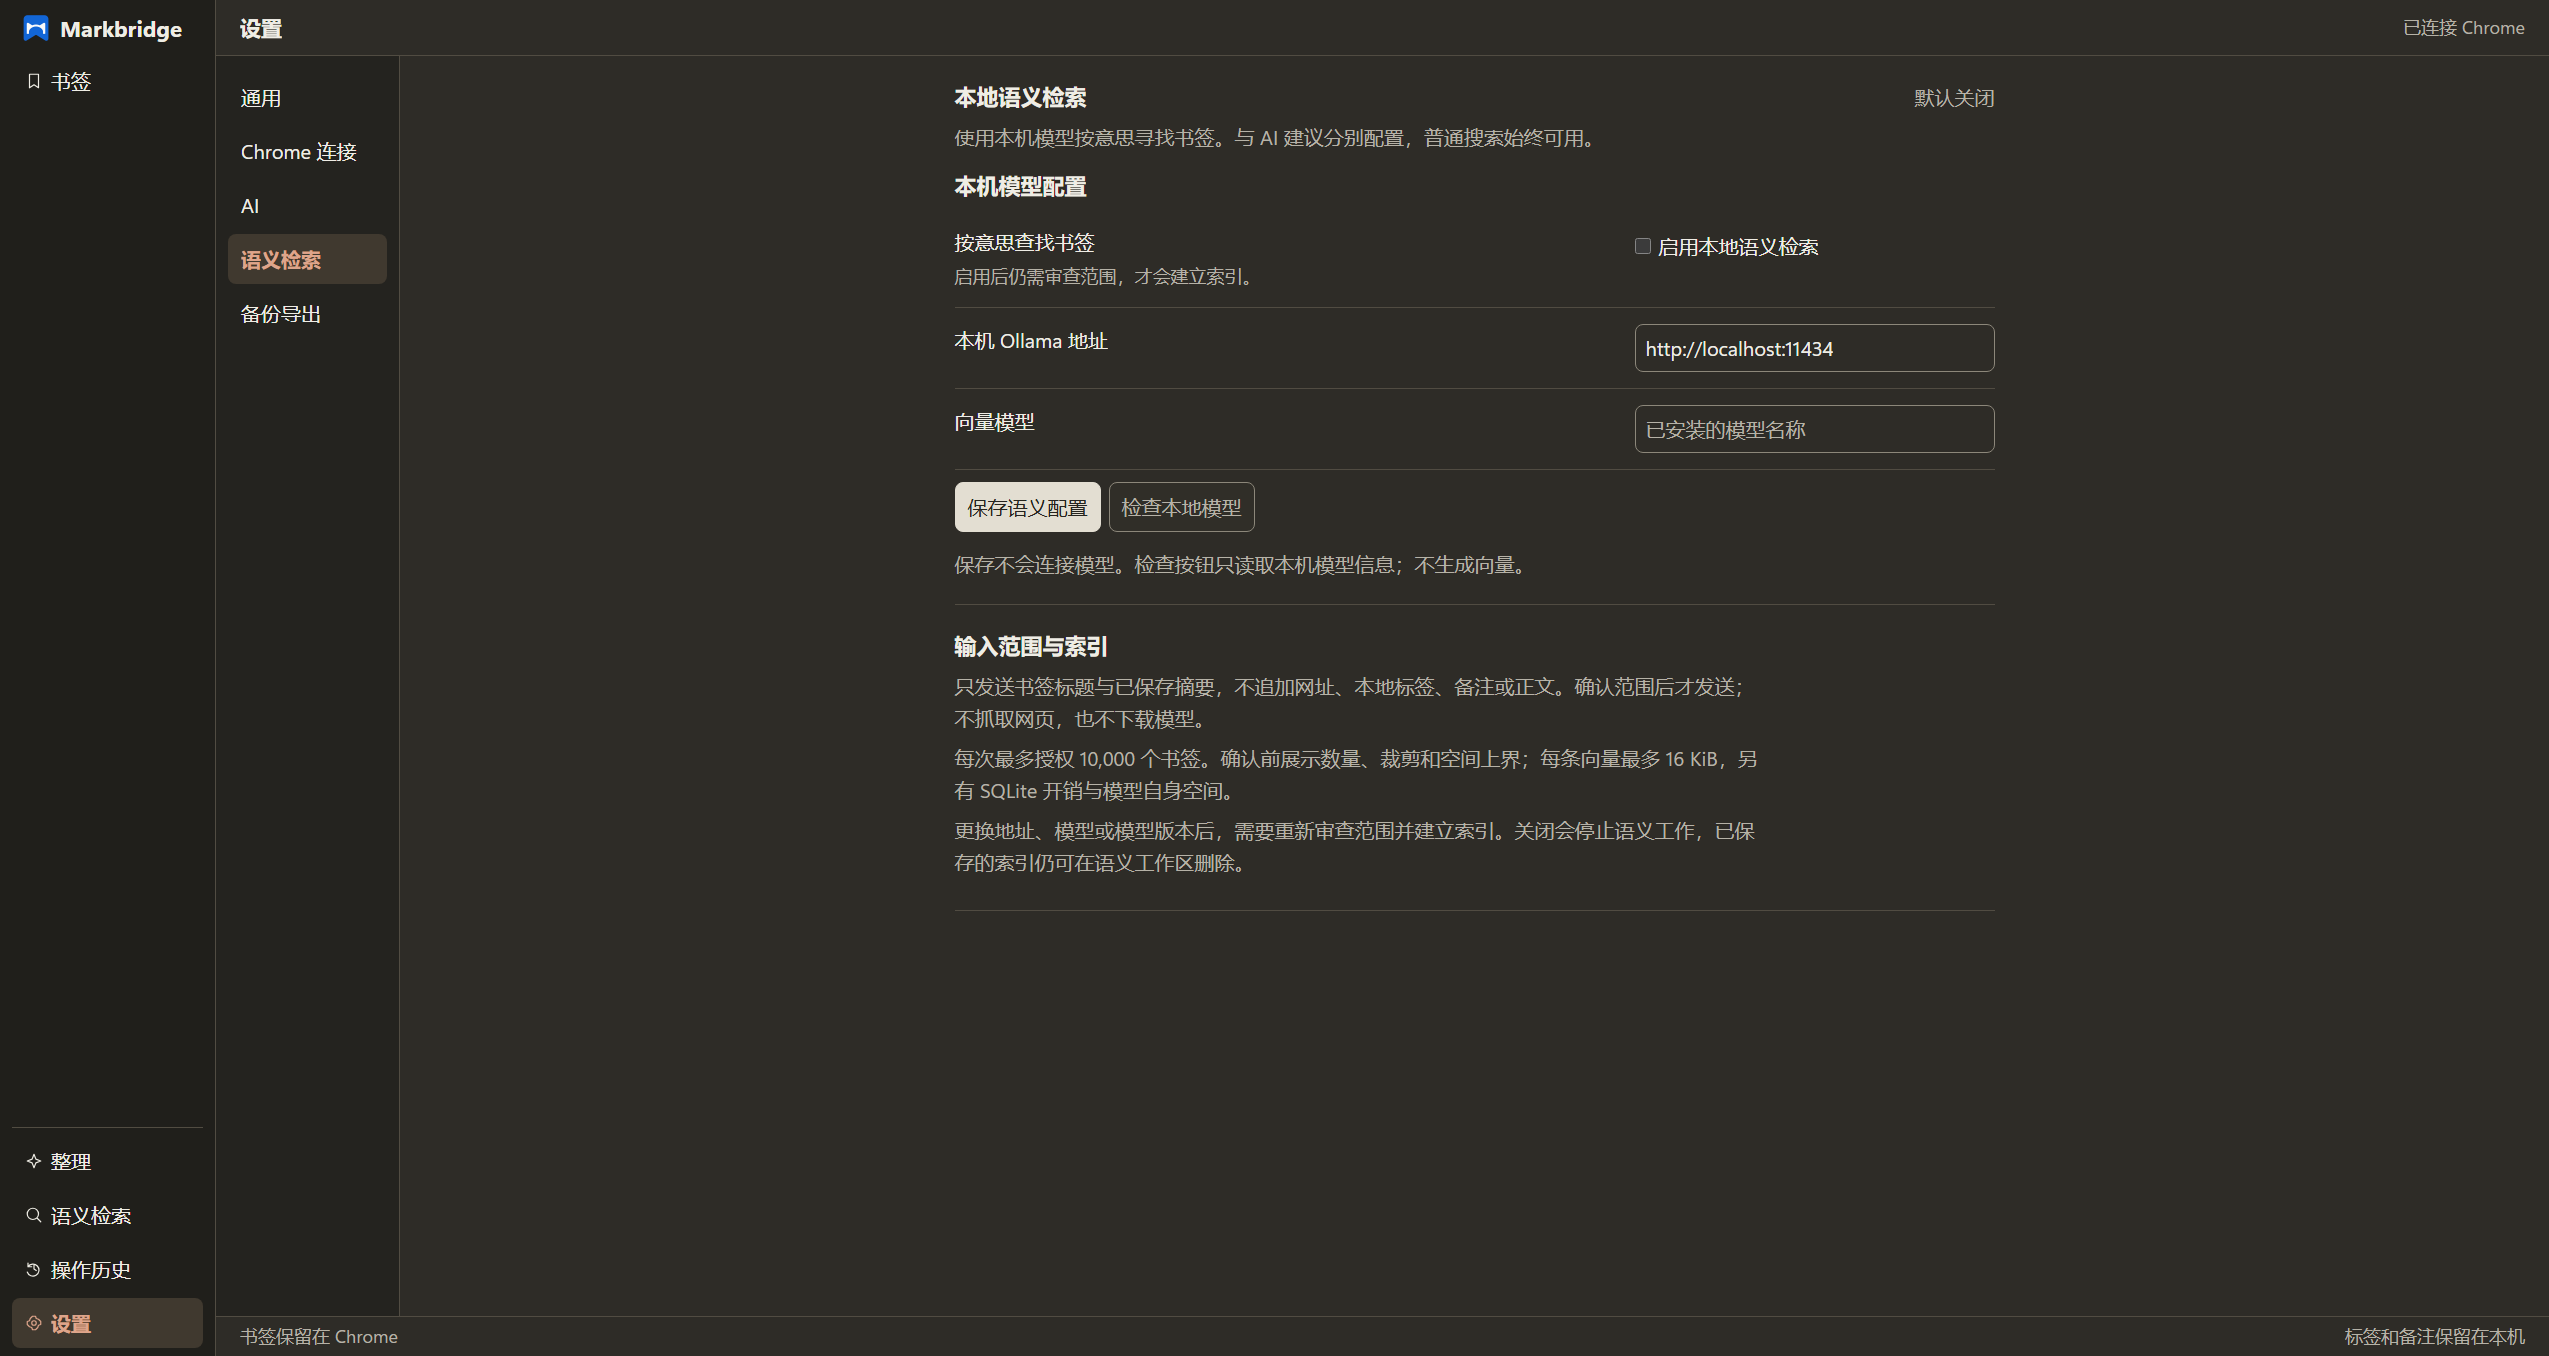 Markbridge
书签
整理
语义检索
操作历史
设置
设置
已连接 Chrome
通用
Chrome 连接
AI
语义检索
备份导出
本地语义检索
默认关闭
使用本机模型按意思寻找书签。与 AI 建议分别配置，普通搜索始终可用。
本机模型配置
按意思查找书签
启用后仍需审查范围，才会建立索引。
启用本地语义检索
本机 Ollama 地址
http://localhost:11434
向量模型
已安装的模型名称
保存语义配置
检查本地模型
保存不会连接模型。检查按钮只读取本机模型信息；不生成向量。
输入范围与索引
只发送书签标题与已保存摘要，不追加网址、本地标签、备注或正文。确认范围后才发送；
不抓取网页，也不下载模型。
每次最多授权 10,000 个书签。确认前展示数量、裁剪和空间上界；每条向量最多 16 KiB，另
有 SQLite 开销与模型自身空间。
更换地址、模型或模型版本后，需要重新审查范围并建立索引。关闭会停止语义工作，已保
存的索引仍可在语义工作区删除。
书签保留在 Chrome
标签和备注保留在本机